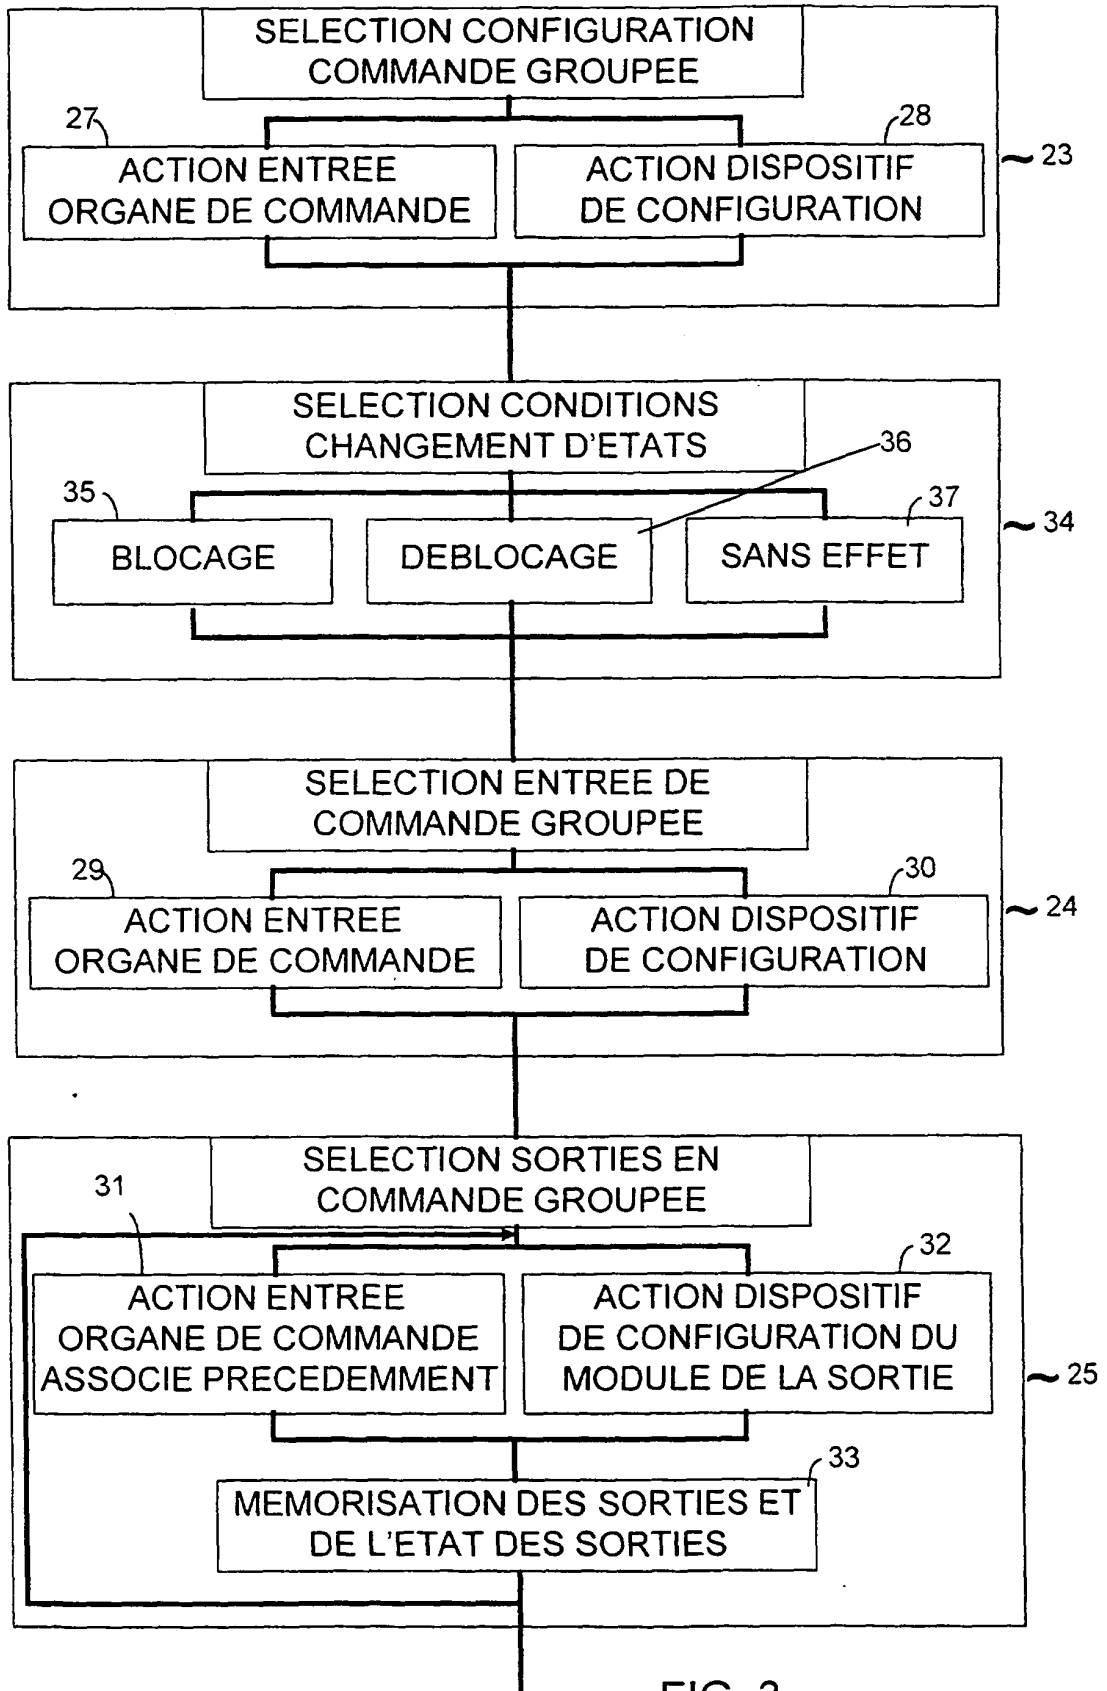 SELECTION CONFIGURATION
COMMANDE GROUPEE
27
28
ACTION ENTREE
ORGANE DE COMMANDE
ACTION DISPOSITIF
DE CONFIGURATION
23
SELECTION CONDITIONS
CHANGEMENT D'ETATS
36
35
37
BLOCAGE
DEBLOCAGE
SANS EFFET
34
SELECTION ENTREE DE
COMMANDE GROUPEE
29
30
ACTION ENTREE
ORGANE DE COMMANDE
ACTION DISPOSITIF
DE CONFIGURATION
24
SELECTION SORTIES EN
COMMANDE GROUPEE
31
32
ACTION ENTREE
ORGANE DE COMMANDE
ASSOCIE PRECEDEMMENT
ACTION DISPOSITIF
DE CONFIGURATION DU
MODULE DE LA SORTIE
25
33
MEMORISATION DES SORTIES ET
DE L'ETAT DES SORTIES
FIG